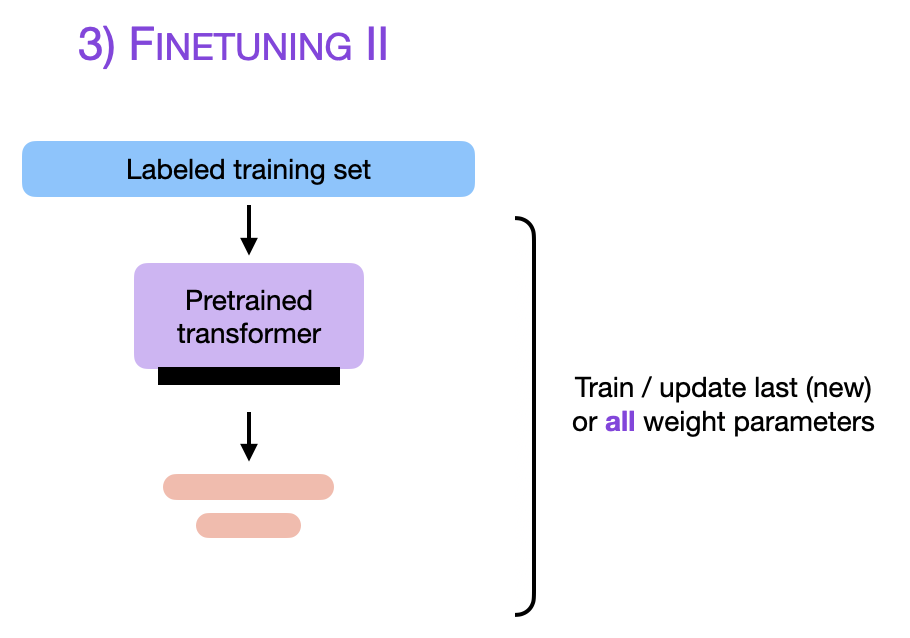 3) FINETUNING II
Labeled training set
Pretrained
transformer
Train / update last (new)
or all weight parameters